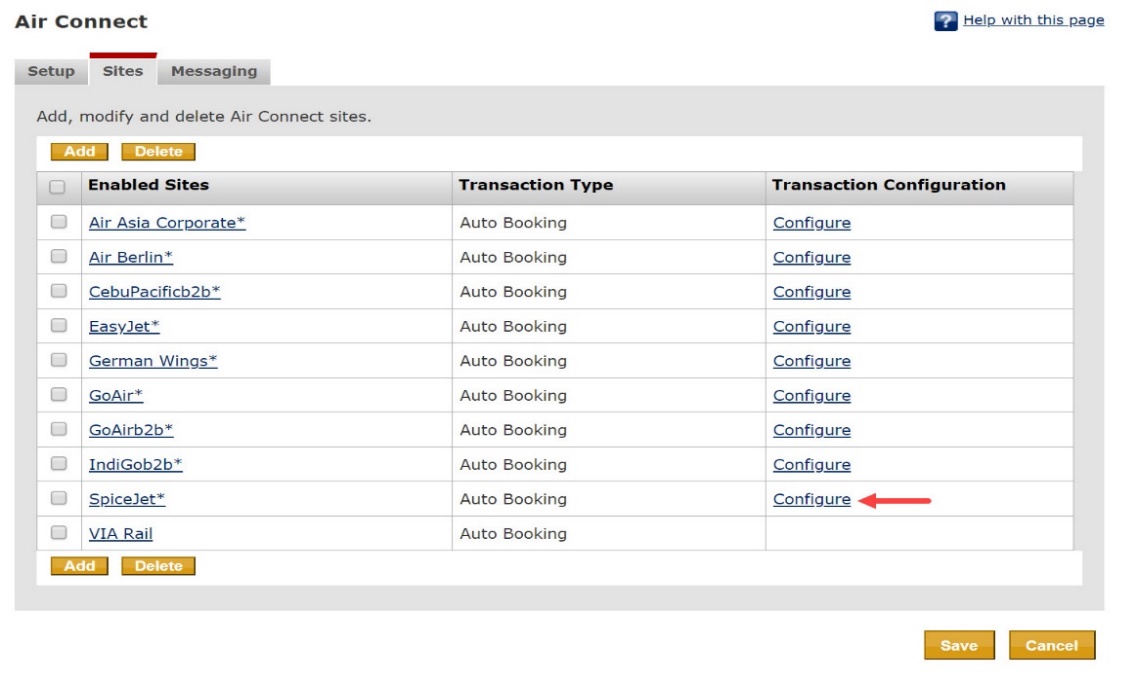 Air Connect
? Help with this page
Setup Sites Messaging
Add, modify and delete Air Connect sites.
Add Delete
Enabled Sites Transaction Type Transaction Configuration
Air Asia Corporate* Auto Booking Configure
Air Berlin* Auto Booking Configure
CebuPacificb2b* Auto Booking Configure
EasyJet* Auto Booking Configure
German Wings* Auto Booking Configure
GoAir* Auto Booking Configure
GoAirb2b* Auto Booking Configure
IndiGob2b* Auto Booking Configure
SpiceJet* Auto Booking Configure
VIA Rail Auto Booking
Add Delete
Save Cancel